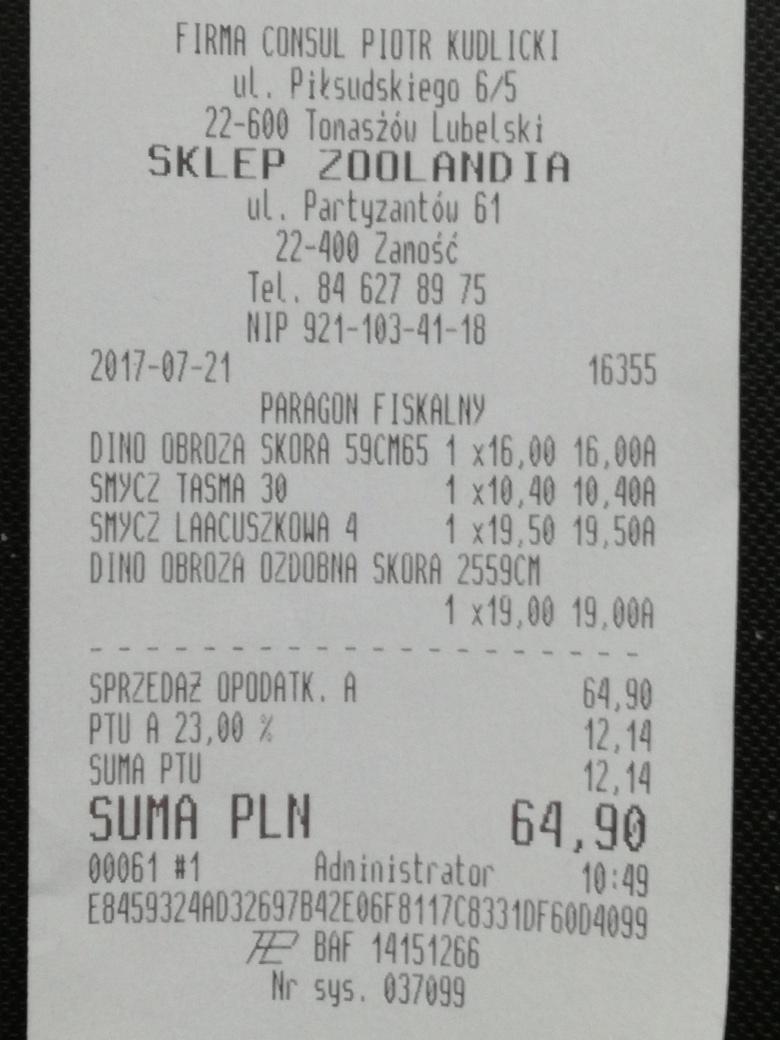 FIRMA CONSUL PIOTR KUDLICKI
ul. Piłsudskiego 6/5
22-600 Tomaszów Lubelski
SKLEP ZOOLANDIA
ul. Partyzantów 61
22-400 Zamość
Tel. 84 627 89 75
NIP 921-103-41-18
2017-07-21 16355
PARAGON FISKALNY
DINO OBROZA SKORA 59CM65 1 x16,00 16,00A
SMYCZ TASMA 30 1 x10,40 10,40A
SMYCZ LAACUSZKOWA 4 1 x19,50 19,50A
DINO OBROZA OZDOBNA SKORA 2559CM
1 x19,00 19,00A
- - - - - - - - - - - - - - - - - - - -
SPRZEDAŻ OPODATK. A 64,90
PTU A 23,00 % 12,14
SUMA PTU 12,14
SUMA PLN 64,90
00061 #1 Administrator 10:49
E8459324AD32697B42E06F8117C8331DF60D4099
BAF 14151266
Nr sys. 037099